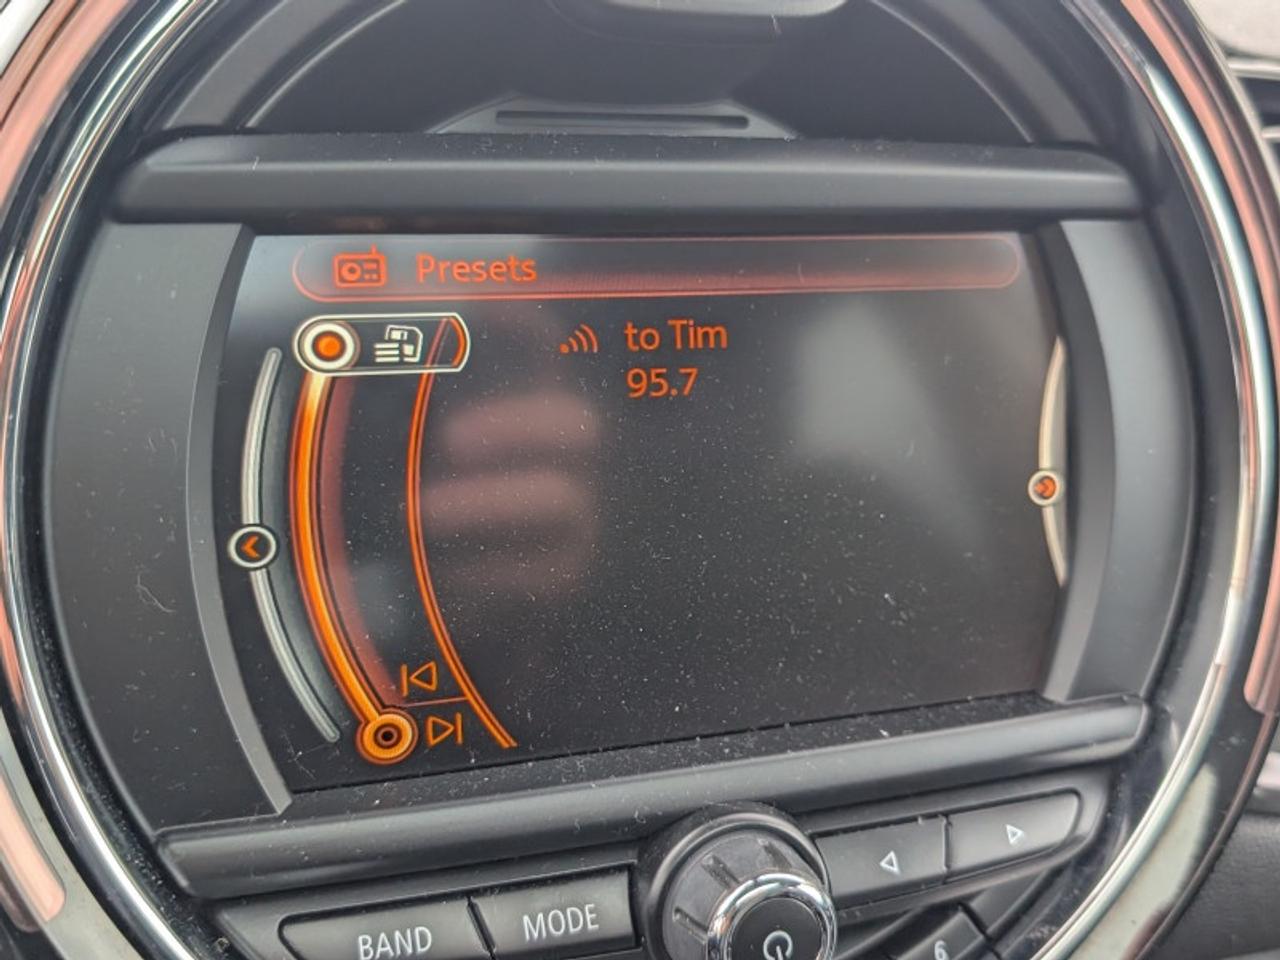 Presets
to Tim
95.7
BAND
MODE
6